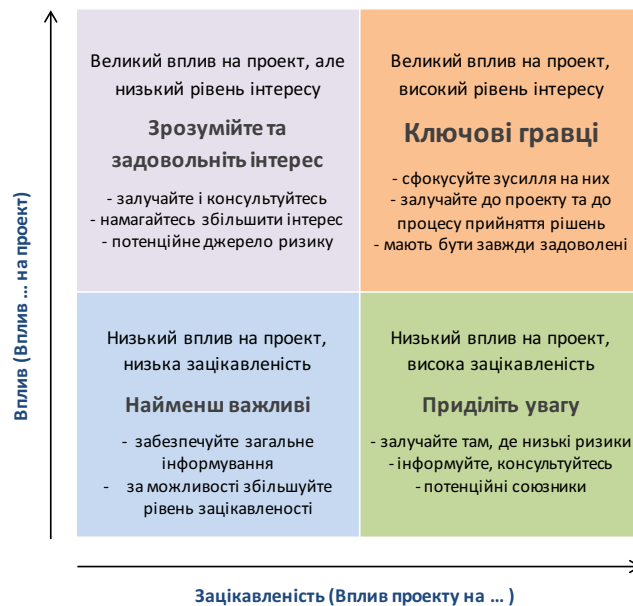 Великий вплив на проект, але
низький рівень інтересу
Зрозумійте та
задовольніть інтерес
- залучайте і консультуйтесь
- намагайтесь збільшити інтерес
- потенційне джерело ризику
Великий вплив на проект,
високий рівень інтересу
Ключові гравці
- сфокусуйте зусилля на них
- залучайте до проекту та до
процесу прийняття рішень
- мають бути завжди задоволені
Низький вплив на проект,
низька зацікавленість
Найменш важливі
- забезпечуйте загальне
інформування
- за можливості збільшуйте
рівень зацікавленості
Низький вплив на проект,
висока зацікавленість
Приділіть увагу
- залучайте там, де низькі ризики
- інформуйте, консультуйтесь
- потенційні союзники
Вплив (Вплив ... на проект)
Зацікавленість (Вплив проекту на ... )